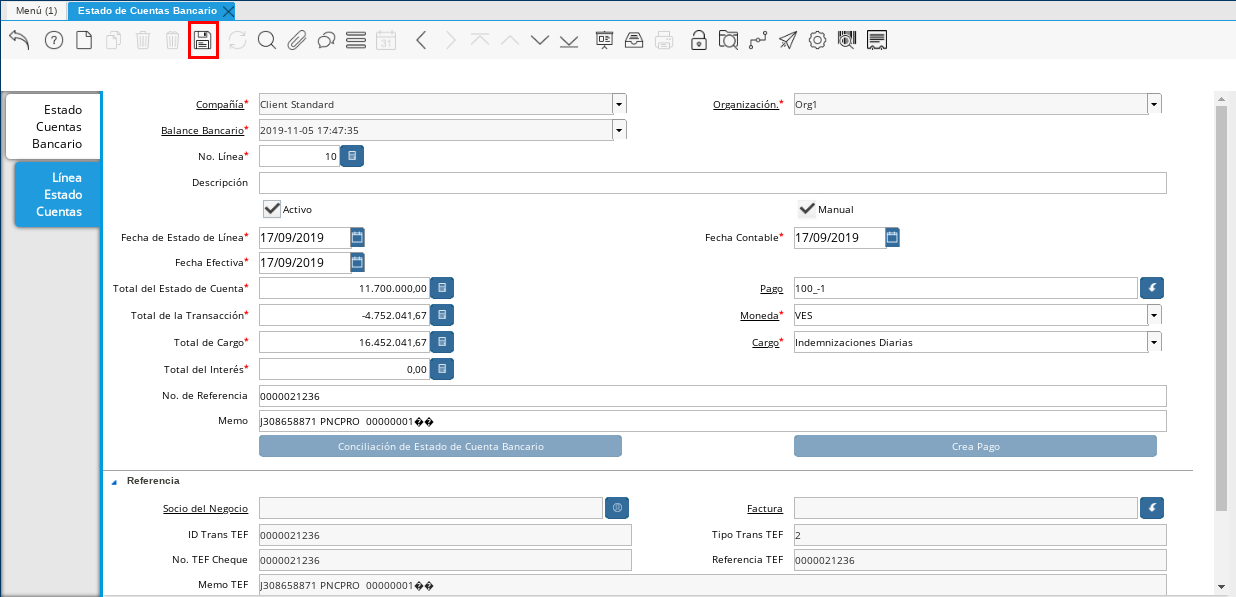 Menú (1) Estado de Cuentas Bancario
31
Estado
Cuentas
Bancario
Línea
Estado
Cuentas
Compañía* Client Standard Organización.* Org1
Balance Bancario* 2019-11-05 17:47:35
No. Línea* 10
Descripción
Activo Manual
Fecha de Estado de Línea* 17/09/2019 Fecha Contable* 17/09/2019
Fecha Efectiva* 17/09/2019
Total del Estado de Cuenta* 11.700.000,00 Pago 100_-1
Total de la Transacción* -4.752.041,67 Moneda* VES
Total de Cargo* 16.452.041,67 Cargo* Indemnizaciones Diarias
Total del Interés* 0,00
No. de Referencia 0000021236
Memo J308658871 PNCPRO 00000001��
Conciliación de Estado de Cuenta Bancario Crea Pago
Referencia
Socio del Negocio Factura
ID Trans TEF 0000021236 Tipo Trans TEF 2
No. TEF Cheque 0000021236 Referencia TEF 0000021236
Memo TEF J308658871 PNCPRO 00000001��